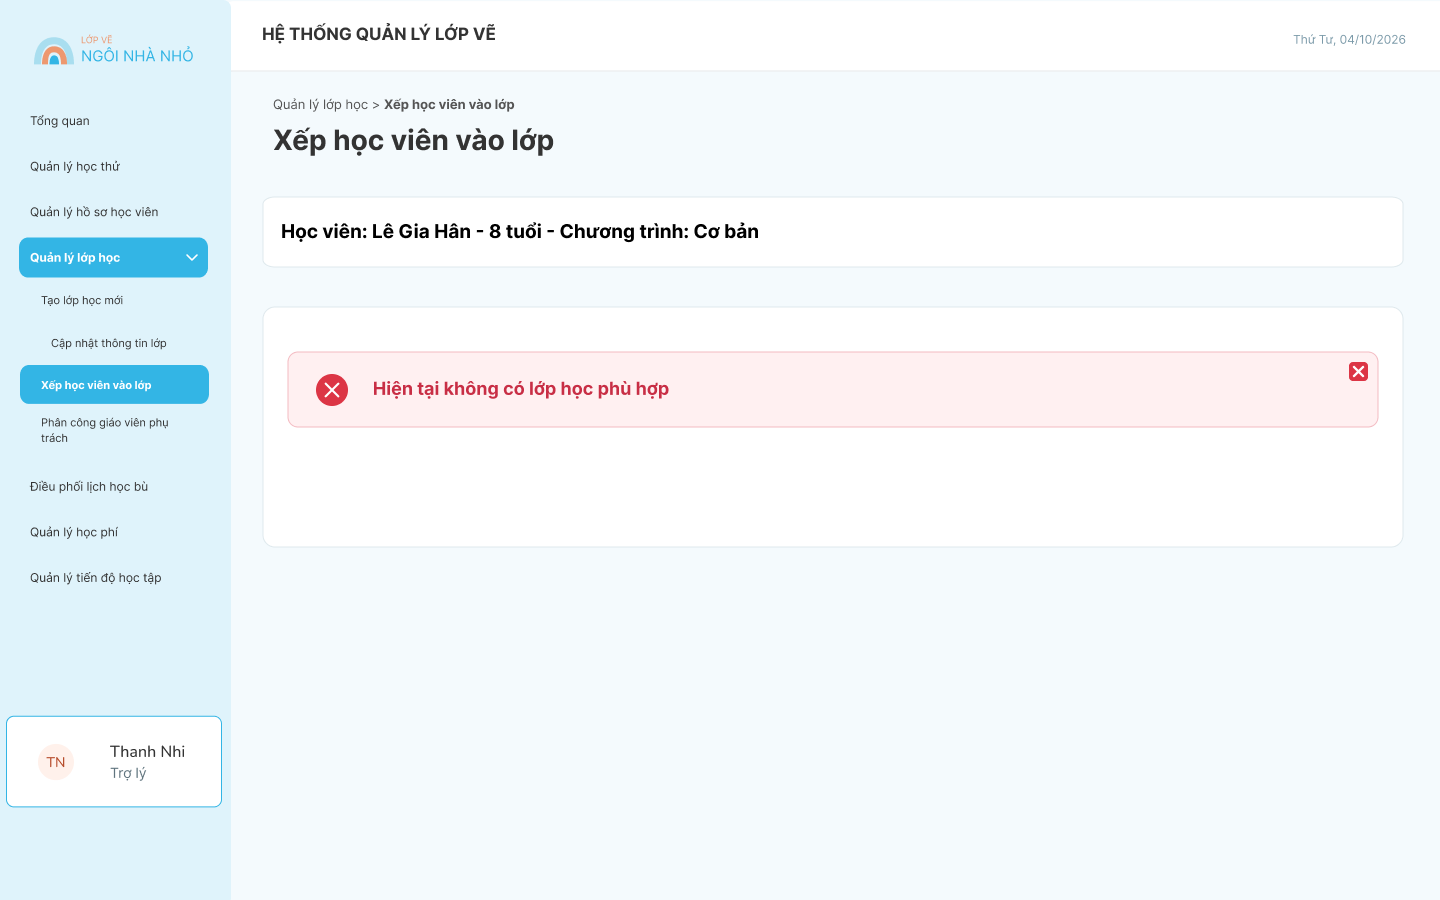 LỚP VẼ
NGÔI NHÀ NHỎ
HỆ THỐNG QUẢN LÝ LỚP VẼ
Thứ Tư, 04/10/2026
Tổng quan
Quản lý học thử
Quản lý hồ sơ học viên
Quản lý lớp học
Tạo lớp học mới
Cập nhật thông tin lớp
Xếp học viên vào lớp
Phân công giáo viên phụ
trách
Điều phối lịch học bù
Quản lý học phí
Quản lý tiến độ học tập
TN
Thanh Nhi
Trợ lý
Quản lý lớp học > Xếp học viên vào lớp
Xếp học viên vào lớp
Học viên: Lê Gia Hân - 8 tuổi - Chương trình: Cơ bản
Hiện tại không có lớp học phù hợp